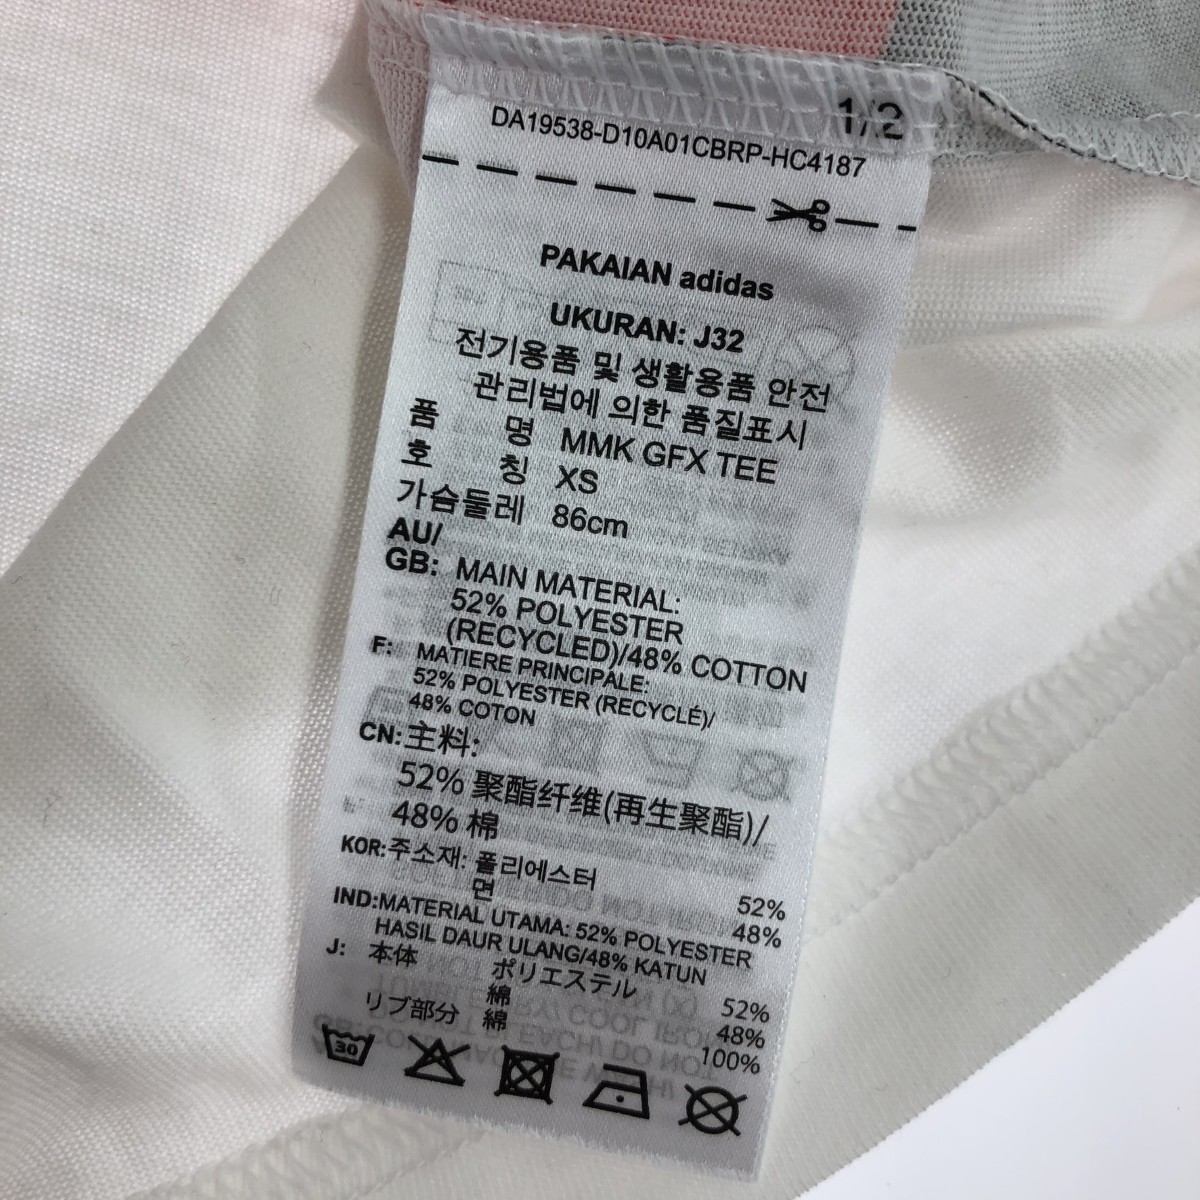 1/2
DA19538-D10A01CBRP-HC4187
PAKAIAN adidas
UKURAN: J32
전기용품 및 생활용품 안전
관리법에 의한 품질표시
품 명 MMK GFX TEE
호 칭 XS
가슴둘레 86cm
AU/
GB: MAIN MATERIAL:
52% POLYESTER
(RECYCLED)/48% COTTON
F: MATIERE PRINCIPALE:
52% POLYESTER (RECYCLÉ)/
48% COTON
CN:主料:
52% 聚酯纤维(再生聚酯)/
48% 棉
KOR:주소재: 폴리에스터 52%
면 48%
IND:MATERIAL UTAMA: 52% POLYESTER
HASIL DAUR ULANG/48% KATUN
J: 本体 ポリエステル 52%
綿 48%
リブ部分 綿 100%
30